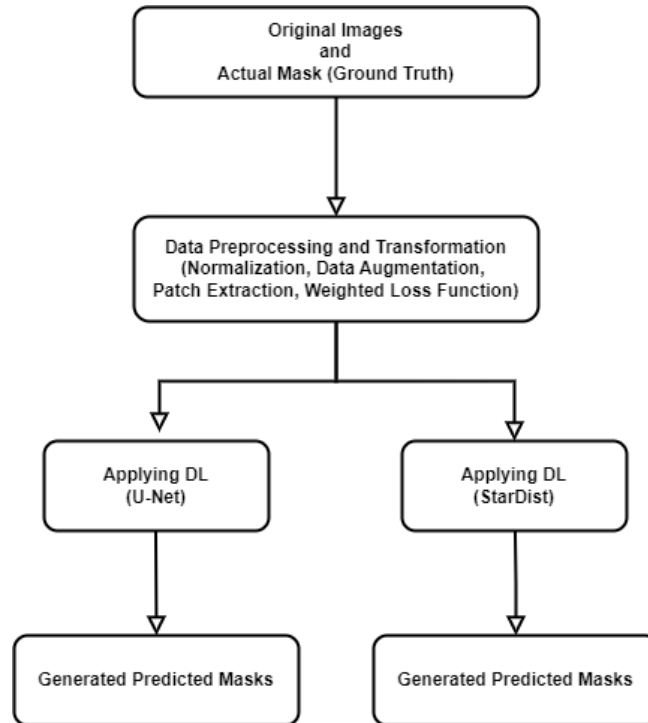 Original Images
and
Actual Mask (Ground Truth)
Data Preprocessing and Transformation
(Normalization, Data Augmentation,
Patch Extraction, Weighted Loss Function)
Applying DL
(U-Net)
Applying DL
(StarDist)
Generated Predicted Masks
Generated Predicted Masks